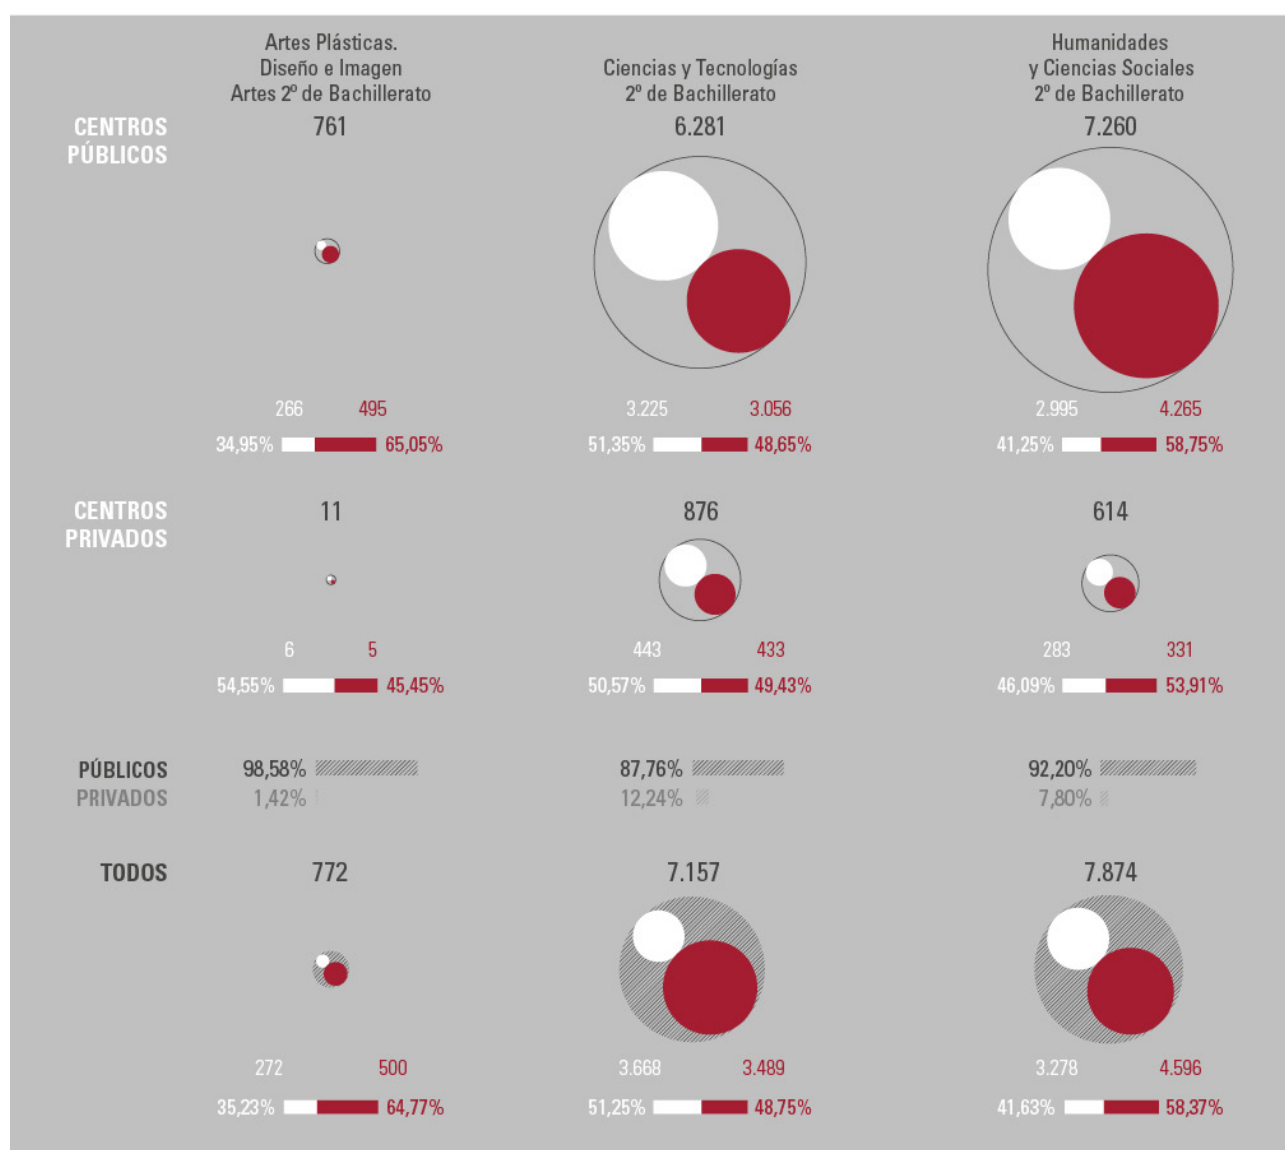 Artes Plásticas.
Diseño e Imagen
Artes 2º de Bachillerato
Ciencias y Tecnologías
2º de Bachillerato
Humanidades
y Ciencias Sociales
2º de Bachillerato
CENTROS
PÚBLICOS
761 6.281 7.260
266 495 3.225 3.056 2.995 4.265
34,95% 65,05% 51,35% 48,65% 41,25% 58,75%
CENTROS
PRIVADOS
11 876 614
6 5 443 433 283 331
54,55% 45,45% 50,57% 49,43% 46,09% 53,91%
PÚBLICOS 98,58% 87,76% 92,20%
PRIVADOS 1,42% 12,24% 7,80%
TODOS 772 7.157 7.874
272 500 3.668 3.489 3.278 4.596
35,23% 64,77% 51,25% 48,75% 41,63% 58,37%